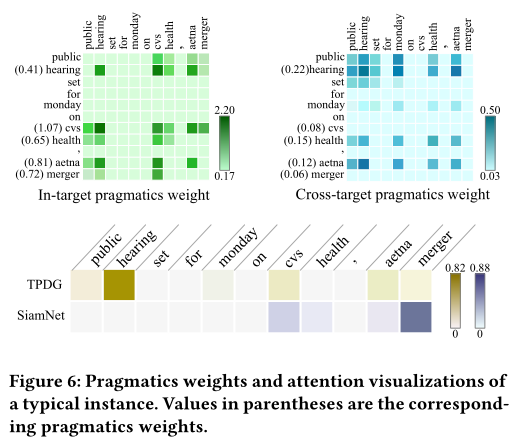 public hearing set for monday on cvs health , aetna merger
public
(0.41) hearing
set
for
monday
on
(1.07) cvs
(0.65) health
,
(0.81) aetna
(0.72) merger
2.20
0.17
In-target pragmatics weight
public hearing set for monday on cvs health , aetna merger
public
(0.22)hearing
set
for
monday
on
(0.08) cvs
(0.15) health
,
(0.12) aetna
(0.06) merger
0.50
0.03
Cross-target pragmatics weight
public hearing set for monday on cvs health , aetna merger
TPDG
SiamNet
0.82 0.88
0 0
Figure 6: Pragmatics weights and attention visualizations of
a typical instance. Values in parentheses are the correspond-
ing pragmatics weights.